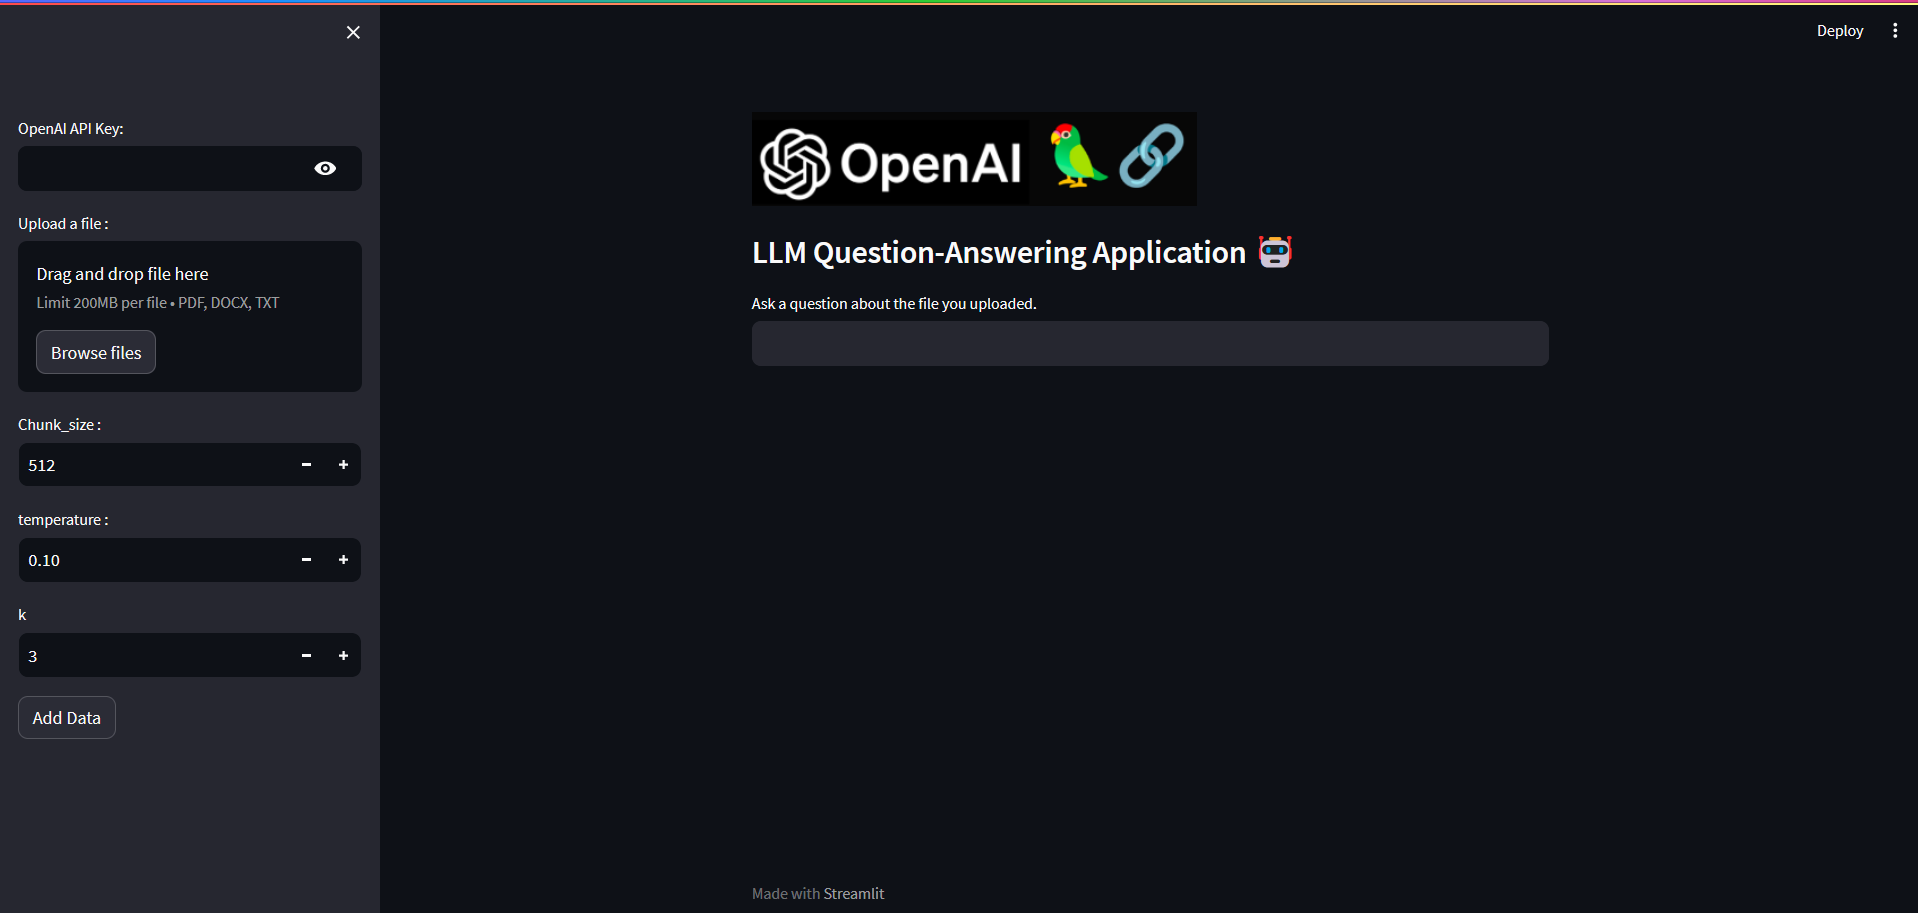 Deploy
OpenAI API Key:
Upload a file :
Drag and drop file here
Limit 200MB per file • PDF, DOCX, TXT
Browse files
Chunk_size :
512
temperature :
0.10
k
3
Add Data
OpenAI
LLM Question-Answering Application
Ask a question about the file you uploaded.
Made with Streamlit